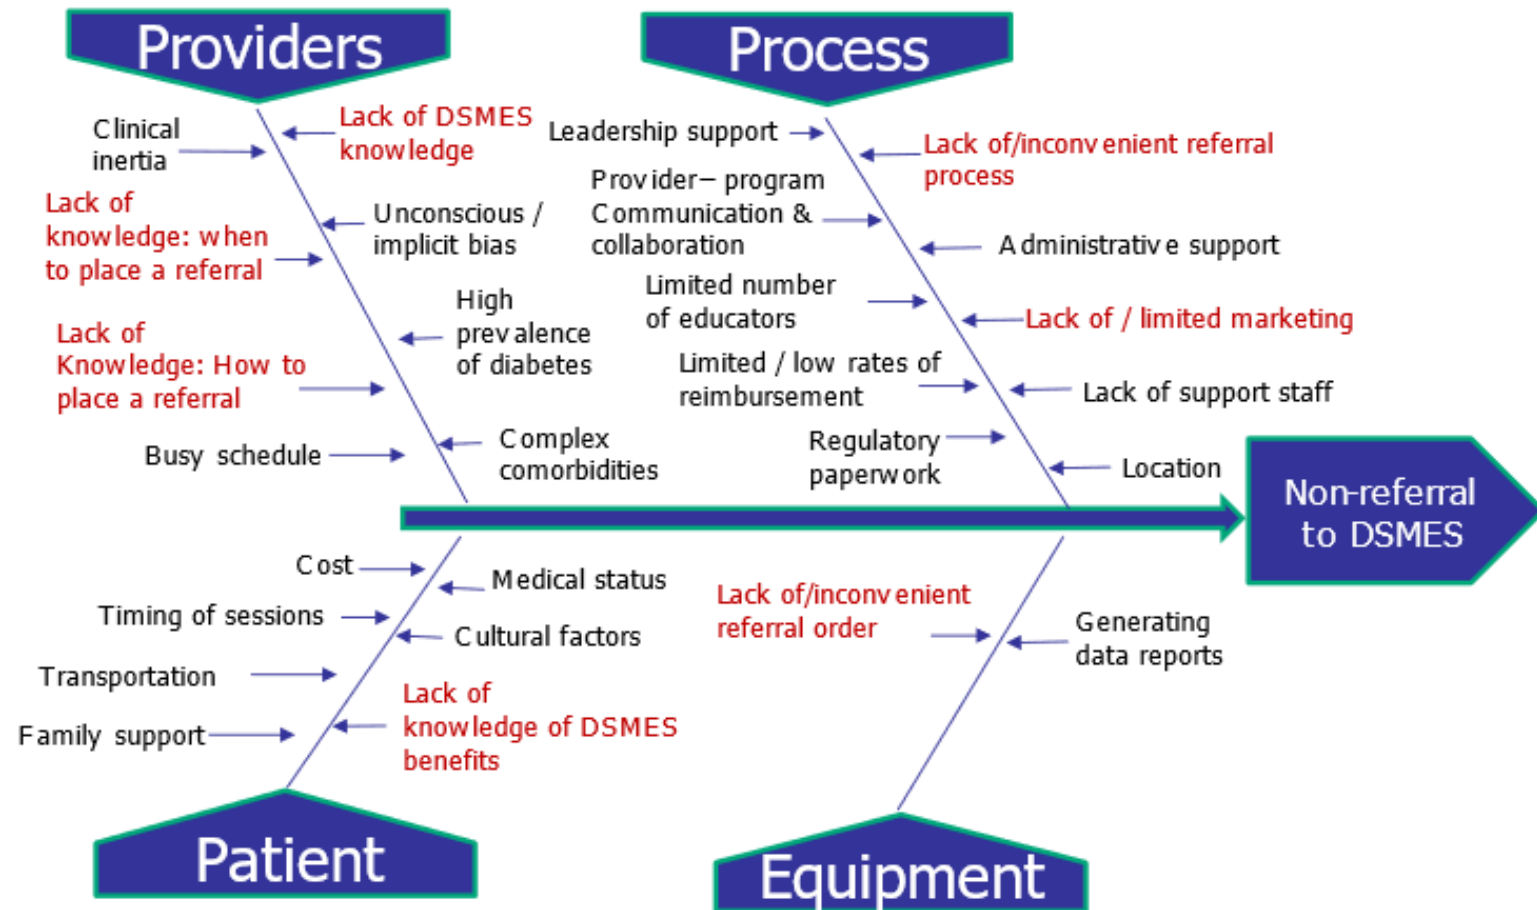 Providers
Clinical
inertia
Lack of DSMES
knowledge
Lack of
knowledge: when
to place a referral
Unconscious /
implicit bias
Lack of
Knowledge: How to
place a referral
High
prevalence
of diabetes
Busy schedule
Complex
comorbidities
Process
Leadership support
Lack of/inconvenient referral
process
Provider– program
Communication &
collaboration
Administrative support
Limited number
of educators
Lack of / limited marketing
Limited / low rates of
reimbursement
Lack of support staff
Regulatory
paperwork
Location
Non-referral
to DSMES
Cost
Medical status
Timing of sessions
Cultural factors
Transportation
Lack of
knowledge of DSMES
benefits
Family support
Patient
Lack of/inconvenient
referral order
Generating
data reports
Equipment